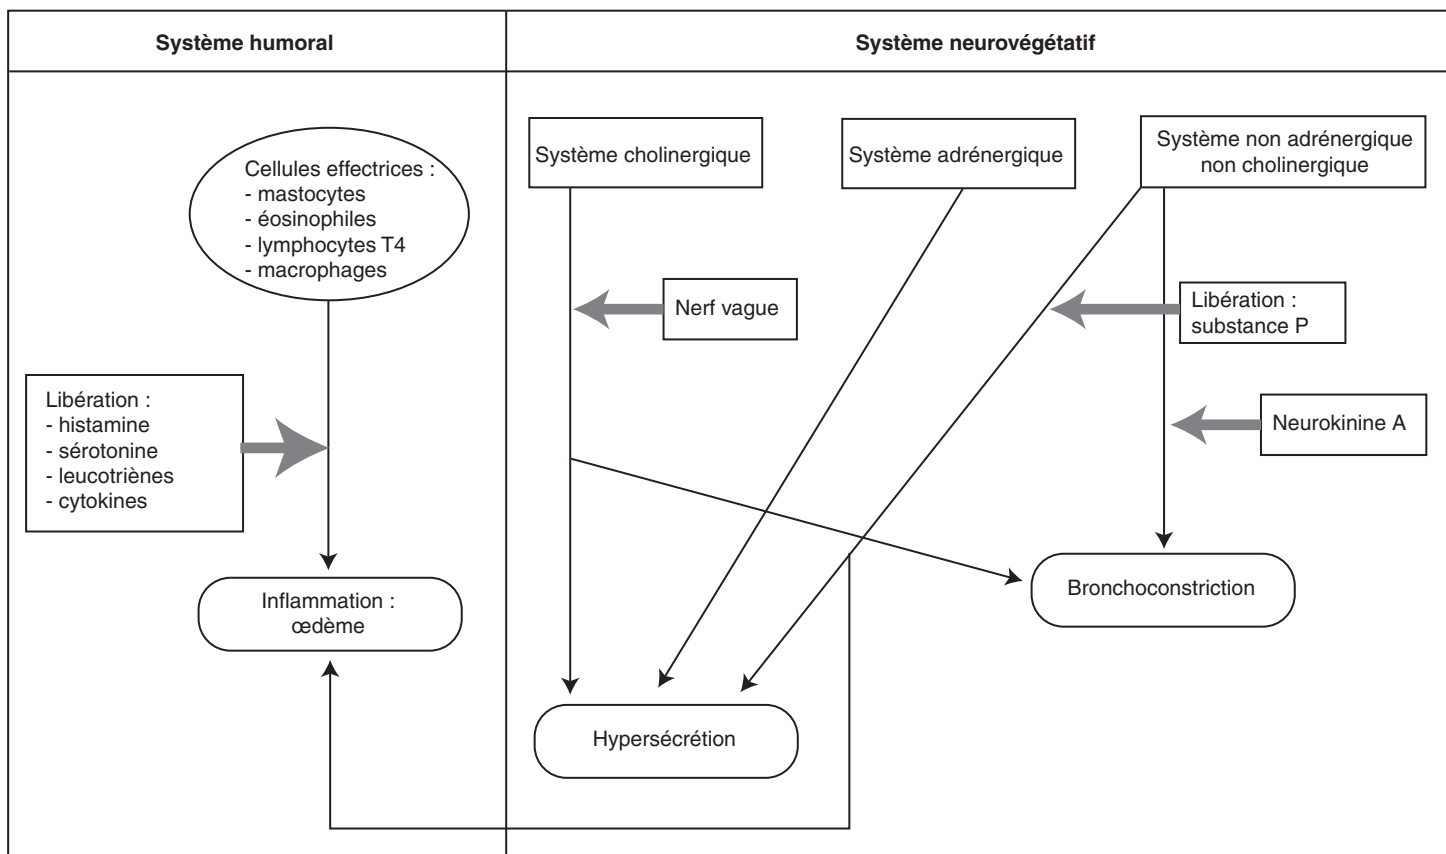 Système humoral
Système neurovégétatif
Cellules effectrices :
- mastocytes
- éosinophiles
- lymphocytes T4
- macrophages
Système cholinergique
Système adrénergique
Système non adrénergique
non cholinergique
Nerf vague
Libération :
substance P
Libération :
- histamine
- sérotonine
- leucotriènes
- cytokines
Neurokinine A
Inflammation :
œdème
Bronchoconstriction
Hypersécrétion